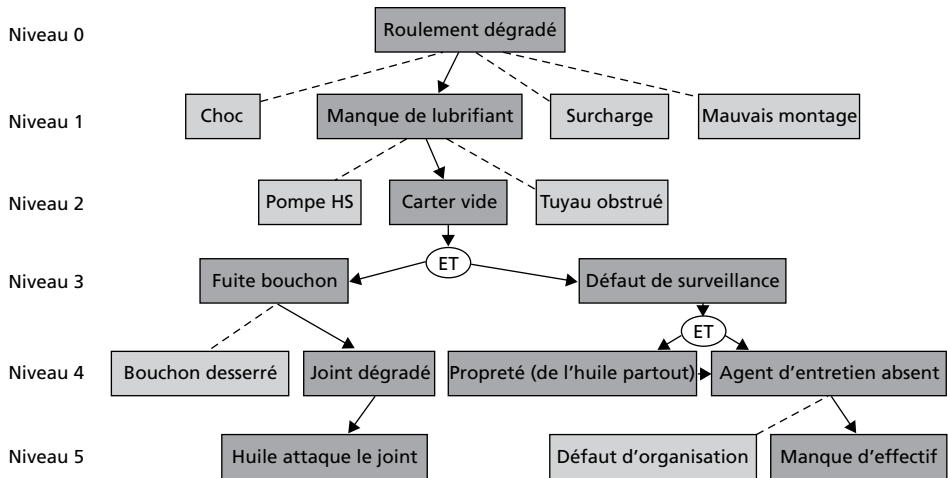 Niveau 0
Roulement dégradé
Niveau 1
Choc
Manque de lubrifiant
Surcharge
Mauvais montage
Niveau 2
Pompe HS
Carter vide
Tuyau obstrué
ET
Niveau 3
Fuite bouchon
Défaut de surveillance
ET
Niveau 4
Bouchon desserré
Joint dégradé
Propreté (de l'huile partout)
Agent d'entretien absent
Niveau 5
Huile attaque le joint
Défaut d'organisation
Manque d'effectif